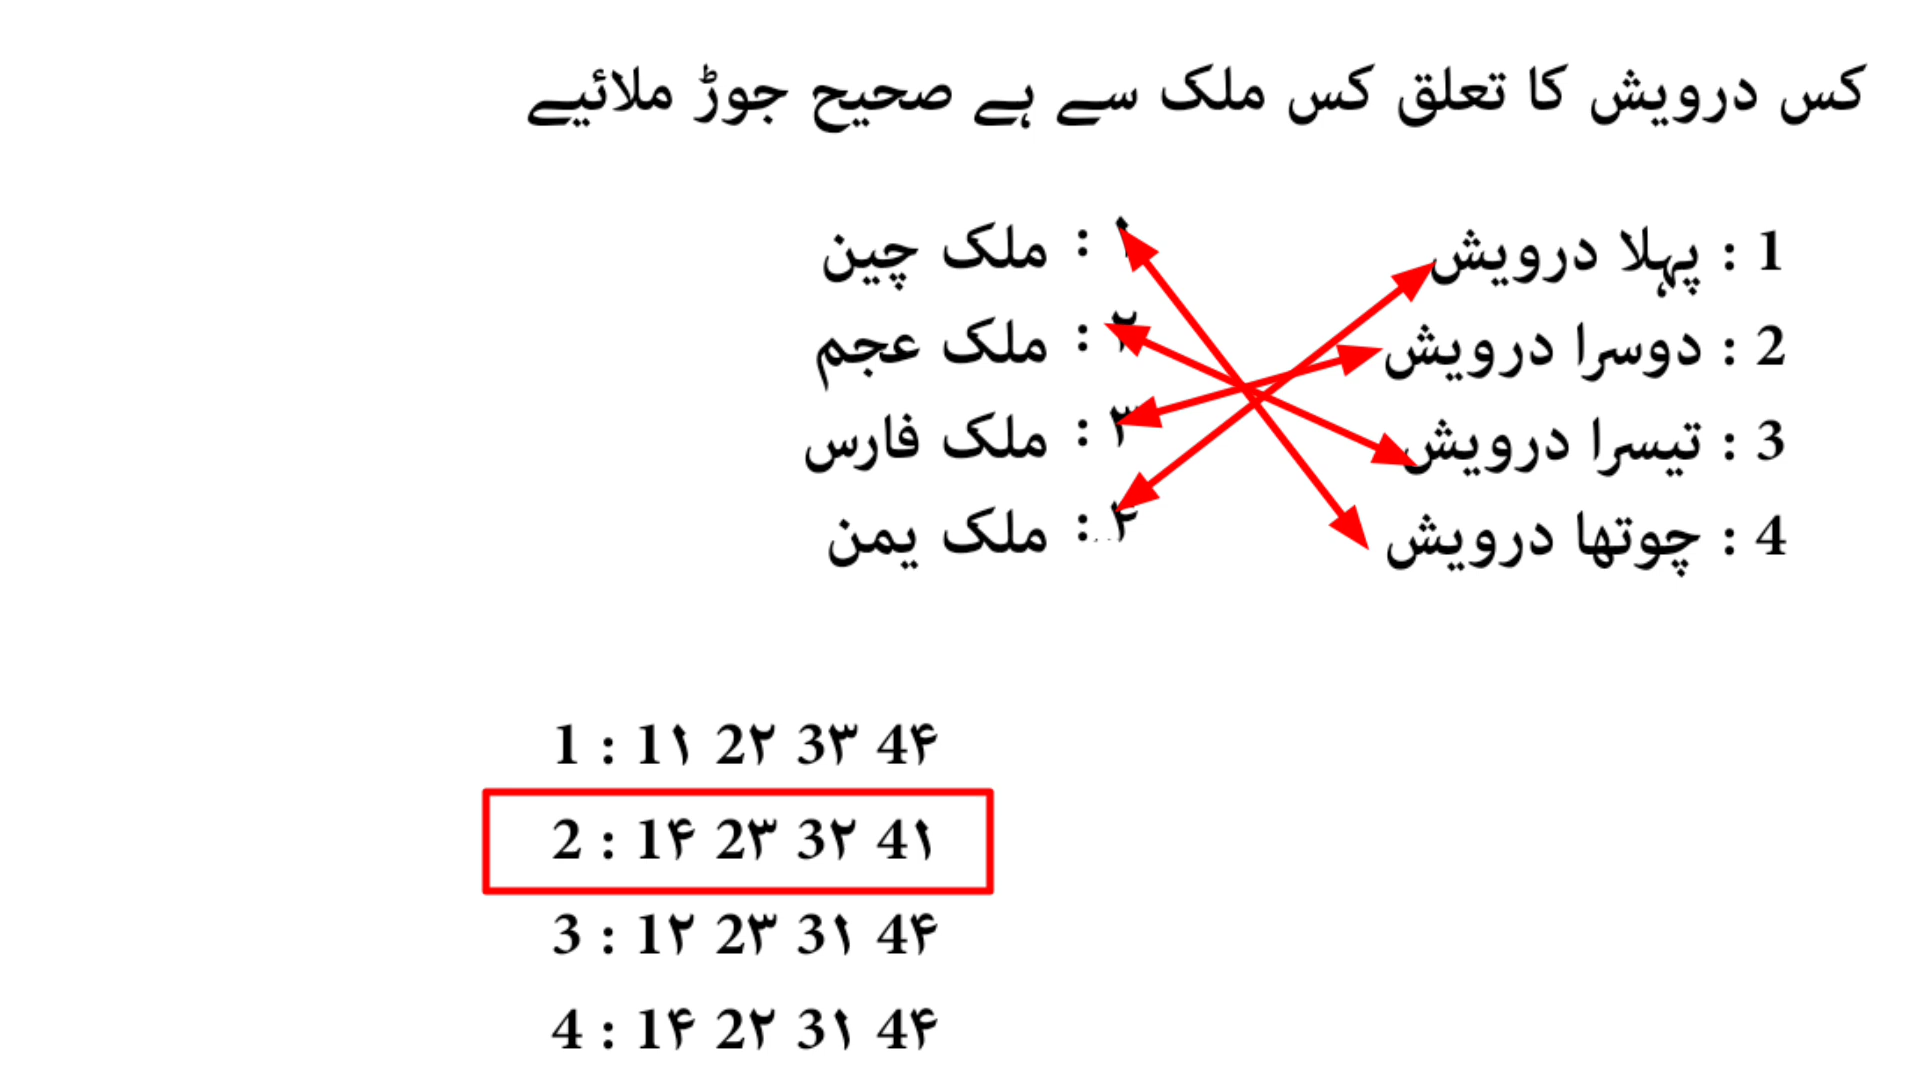 کس درویش کا تعلق کس ملک سے ہے صحیح جوڑ ملائیے
1 : پہلا درویش ۱ : ملک چین
2 : دوسرا درویش ۲ : ملک عجم
3 : تیسرا درویش ۳ : ملک فارس
4 : چوتھا درویش ۴ : ملک یمن
1 : 1۱ 2۲ 3۳ 4۴
2 : 1۴ 2۳ 3۲ 4۱
3 : 1۲ 2۳ 3۱ 4۴
4 : 1۴ 2۲ 3۱ 4۴